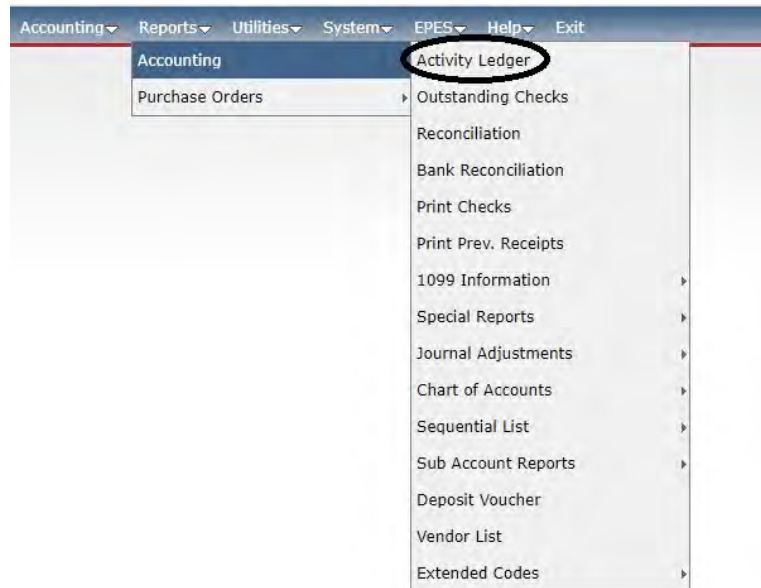 Accounting Reports Utilities System EPES Help Exit
Accounting
Purchase Orders
Activity Ledger
Outstanding Checks
Reconciliation
Bank Reconciliation
Print Checks
Print Prev. Receipts
1099 Information
Special Reports
Journal Adjustments
Chart of Accounts
Sequential List
Sub Account Reports
Deposit Voucher
Vendor List
Extended Codes